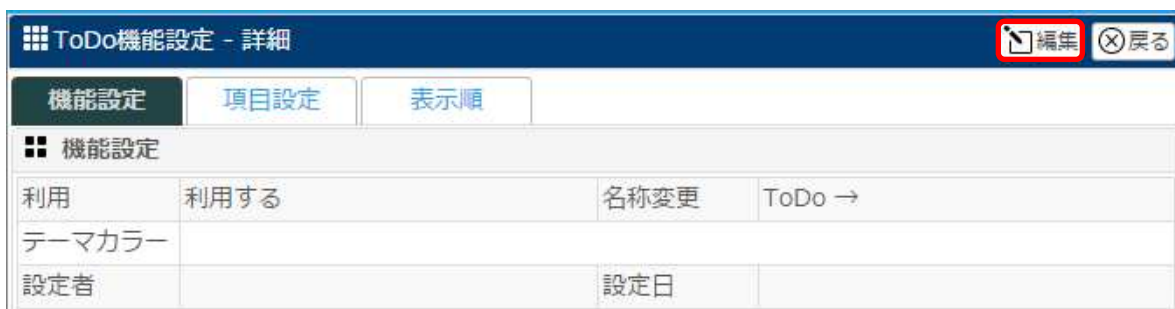 ToDo機能設定 - 詳細 編集 戻る
機能設定 項目設定 表示順
機能設定
利用 利用する 名称変更 ToDo →
テーマカラー
設定者 設定日